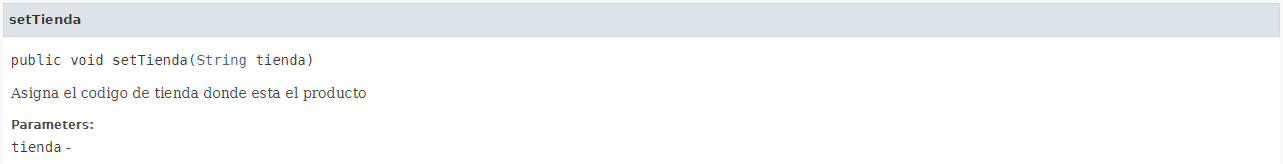 setTienda
public void setTienda(String tienda)
Asigna el codigo de tienda donde esta el producto
Parameters:
tienda -